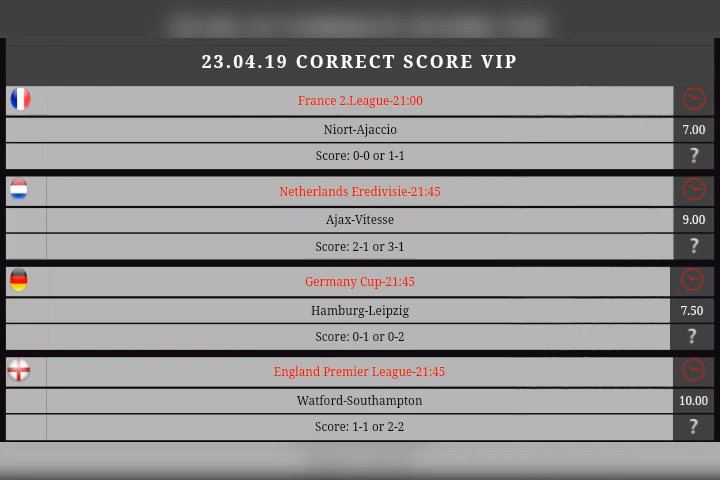 23.04.19 CORRECT SCORE VIP
France 2.League-21:00
Niort-Ajaccio 7.00
Score: 0-0 or 1-1 ?
Netherlands Eredivisie-21:45
Ajax-Vitesse 9.00
Score: 2-1 or 3-1 ?
Germany Cup-21:45
Hamburg-Leipzig 7.50
Score: 0-1 or 0-2 ?
England Premier League-21:45
Watford-Southampton 10.00
Score: 1-1 or 2-2 ?